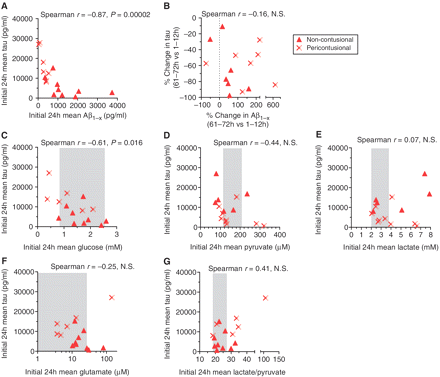 A Spearman r = −0.87, P = 0.00002
Initial 24h mean tau (pg/ml)
40000
30000
20000
10000
0
0 1000 2000 3000 4000
Initial 24h mean Aβ1–x (pg/ml)
B Spearman r = −0.16, N.S.
% Change in tau
(61–72h vs 1–12h)
20
0
−20
−40
−60
−80
−100
−100 0 100 200 300 400 500
% Change in Aβ1–x
(61–72h vs 1–12h)
Non-contusional
Pericontusional
C Spearman r = −0.61, P = 0.016
Initial 24h mean tau (pg/ml)
40000
30000
20000
10000
0
0 1 2 3
Initial 24h mean glucose (mM)
D Spearman r = −0.44, N.S.
Initial 24h mean tau (pg/ml)
40000
30000
20000
10000
0
0 100 200 300 400
Initial 24h mean pyruvate (µM)
E Spearman r = 0.07, N.S.
Initial 24h mean tau (pg/ml)
40000
30000
20000
10000
0
0 1 2 3 4 5 6 7 8
Initial 24h mean lactate (mM)
F Spearman r = −0.25, N.S.
Initial 24h mean tau (pg/ml)
40000
30000
20000
10000
0
1 10 100
Initial 24h mean glutamate (µM)
G Spearman r = 0.41, N.S.
Initial 24h mean tau (pg/ml)
40000
30000
20000
10000
0
10 20 30 40 50 100 150
Initial 24h mean lactate/pyruvate